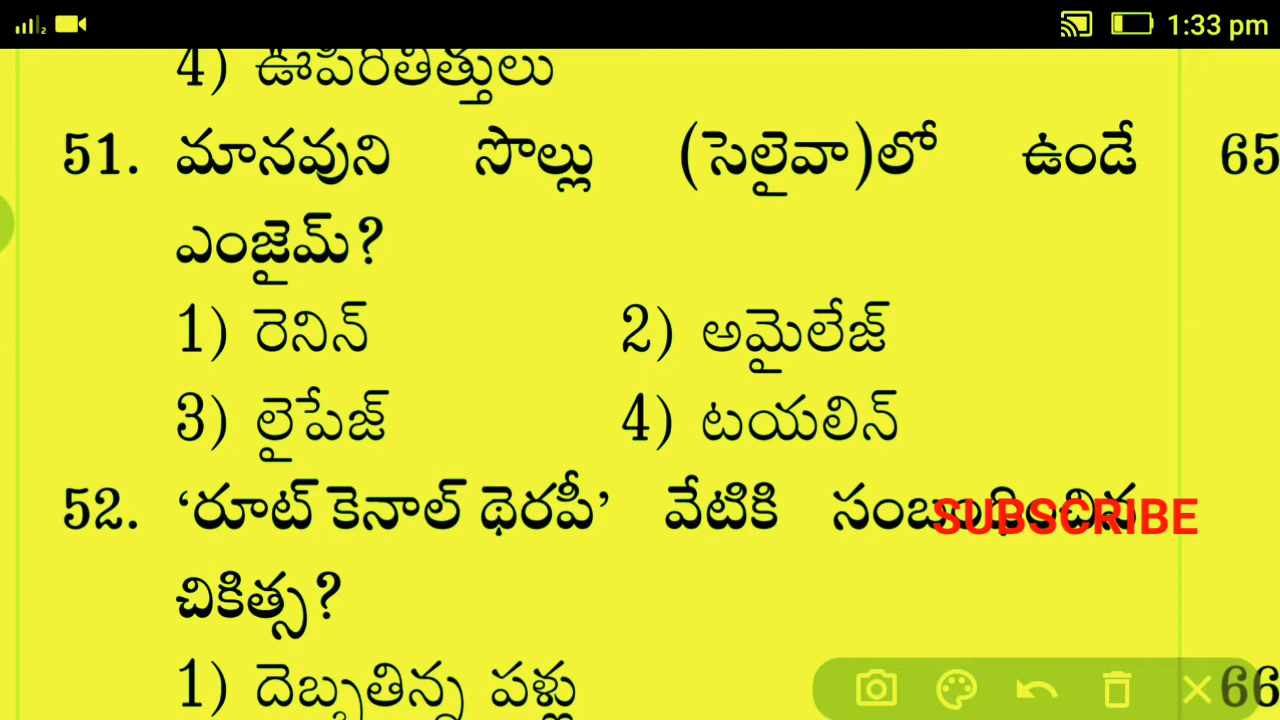 1:33 pm
4) ఊపిరితిత్తులు
51. మానవుని సొల్లు (సెలైవా)లో ఉండే 65
ఎంజైమ్?
1) రెనిన్ 2) అమైలేజ్
3) లైపేజ్ 4) టయలిన్
52. ‘రూట్ కెనాల్ థెరపీ’ వేటికి సంబంధించిన
SUBSCRIBE
చికిత్స?
1) దెబ్బతిన్న పళ్లు
66